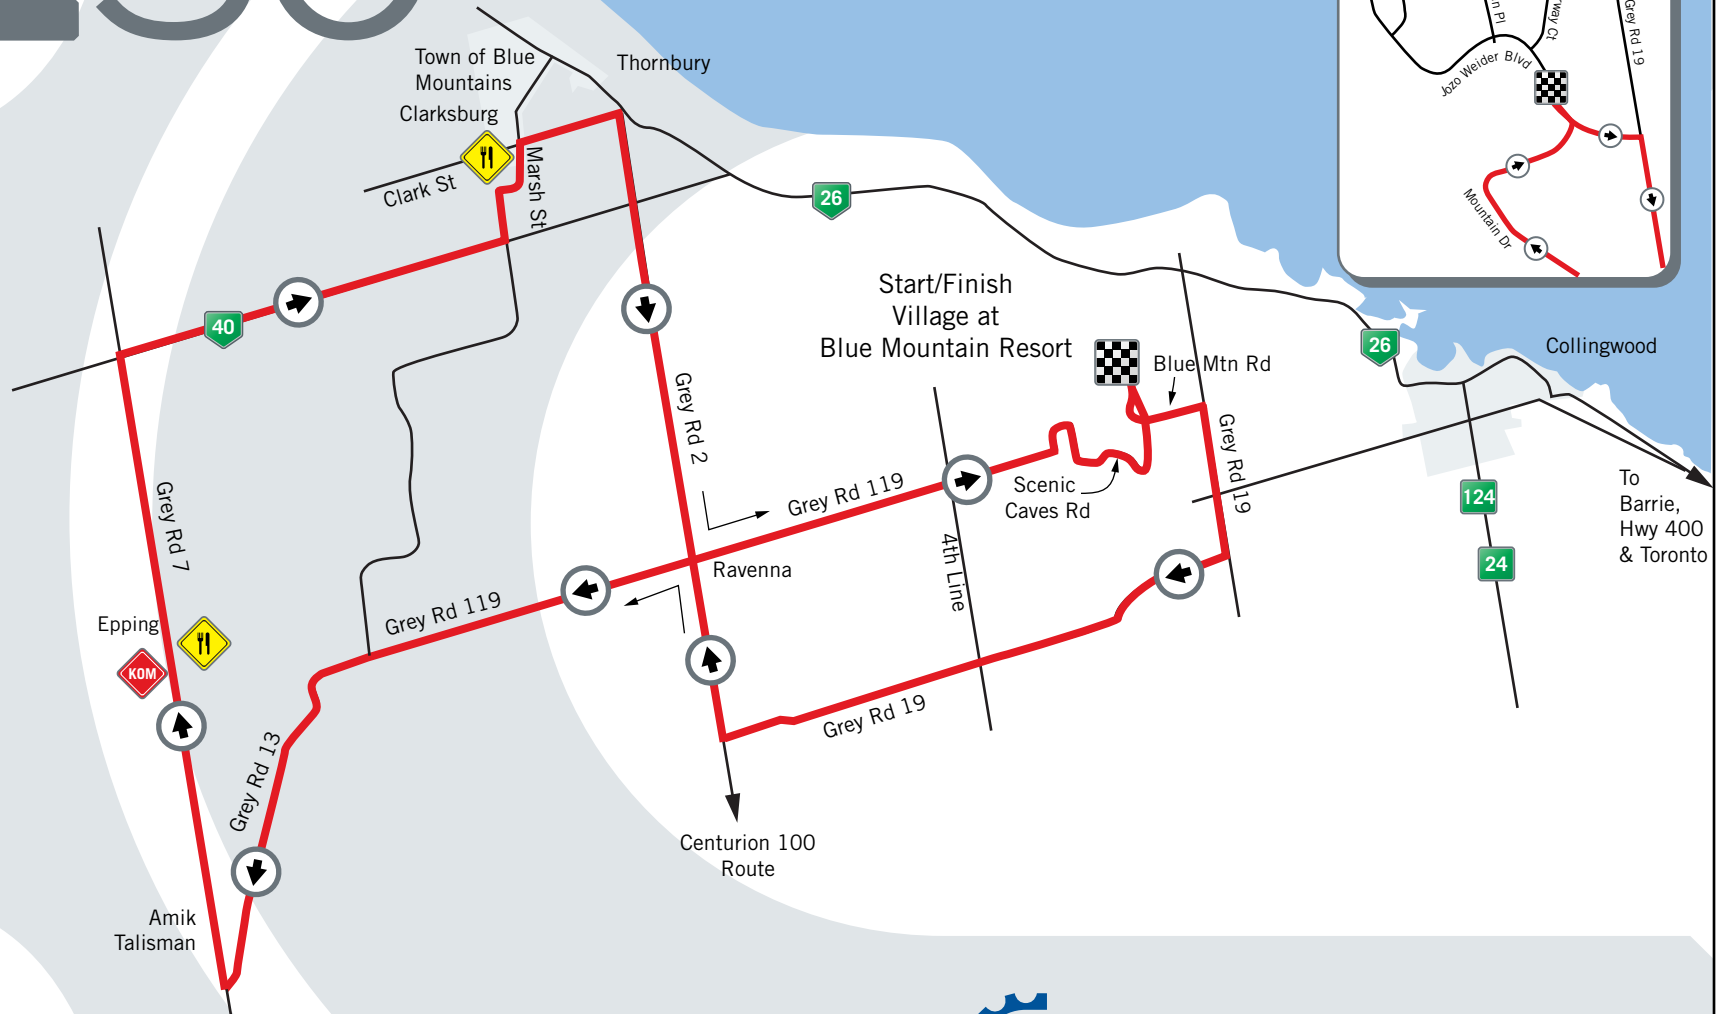 Town of Blue
Mountains
Clarksburg
Thornbury
Clark St
Marsh St
26
40
Start/Finish
Village at
Blue Mountain Resort
Blue Mtn Rd
26
Collingwood
Grey Rd 2
Grey Rd 119
Scenic
Caves Rd
Grey Rd 19
124
24
To
Barrie,
Hwy 400
& Toronto
Grey Rd 7
4th Line
Ravenna
Grey Rd 119
Epping
KOM
Grey Rd 19
Grey Rd 13
Centurion 100
Route
Amik
Talisman
Jozo Weider Blvd
n Pl
rway Ct
Grey Rd 19
Mountain Dr